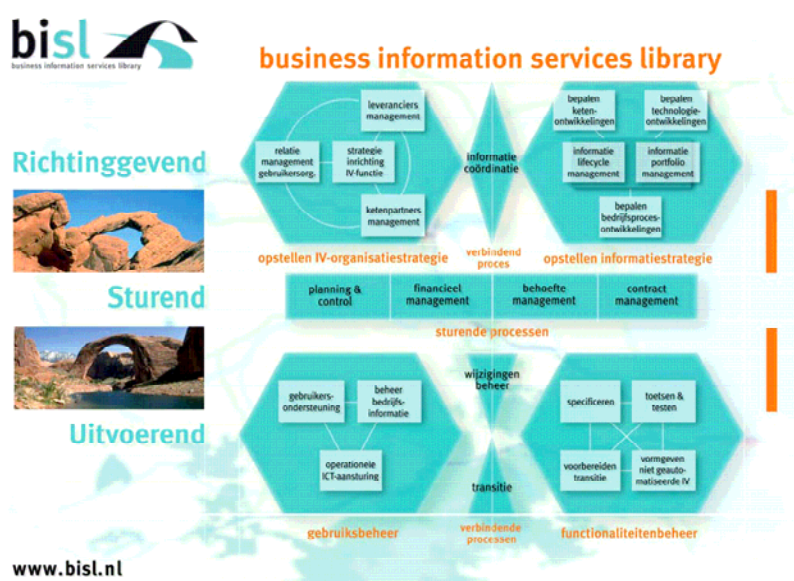 bisl
business information services library
business information services library
leveranciers
management
relatie
management
gebruikersorg.
strategie
inrichting
IV-functie
ketenpartners
management
informatie
coördinatie
bepalen
keten-
ontwikkelingen
bepalen
technologie-
ontwikkelingen
informatie
lifecycle
management
informatie
portfolio
management
bepalen
bedrijfsproces-
ontwikkelingen
Richtinggevend
opstellen IV-organisatiestrategie
verbindend
proces
opstellen informatiestrategie
Sturend
planning &
control
financieel
management
behoefte
management
contract
management
sturende processen
Uitvoerend
gebruikers-
ondersteuning
beheer
bedrijfs-
informatie
operationele
ICT-aansturing
wijzigingen
beheer
transitie
specificeren
toetsen &
testen
voorbereiden
transitie
vormgeven
niet geauto-
matiseerde IV
gebruiksbeheer
verbindende
processen
functionaliteitenbeheer
www.bisl.nl